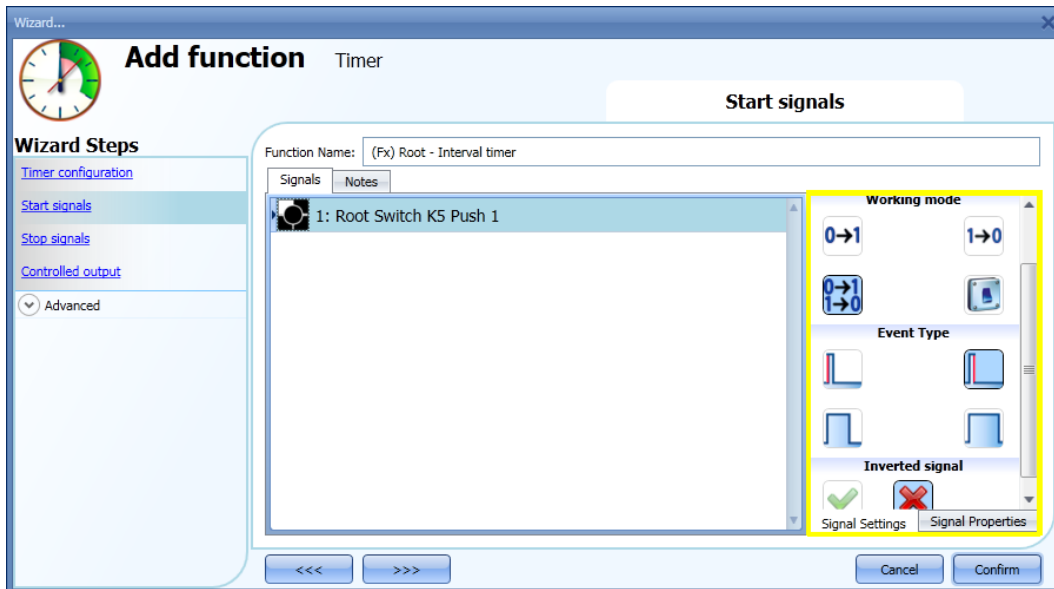 Wizard...
Add function Timer
Start signals
Wizard Steps
Timer configuration
Start signals
Stop signals
Controlled output
Advanced
Function Name: (Fx) Root - Interval timer
Signals Notes
1: Root Switch K5 Push 1
Working mode
0→1 1→0
0→1
1→0
Event Type
Inverted signal
Signal Settings Signal Properties
<<< >>> Cancel Confirm